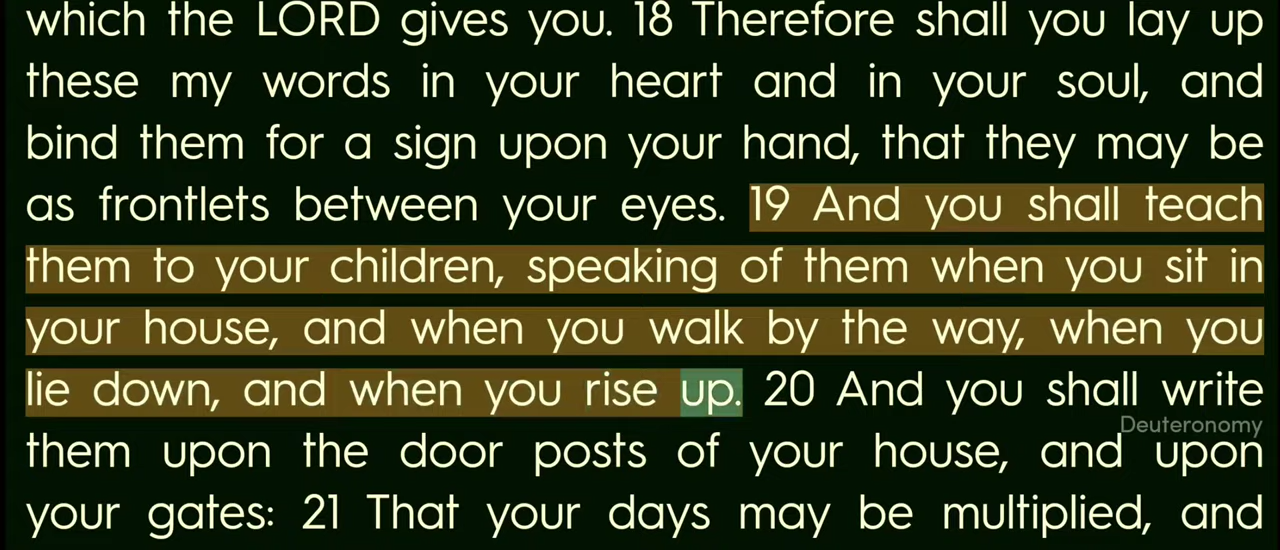 which the LORD gives you. 18 Therefore shall you lay up
these my words in your heart and in your soul, and
bind them for a sign upon your hand, that they may be
as frontlets between your eyes. 19 And you shall teach
them to your children, speaking of them when you sit in
your house, and when you walk by the way, when you
lie down, and when you rise up. 20 And you shall write
Deuteronomy
them upon the door posts of your house, and upon
your gates: 21 That your days may be multiplied, and